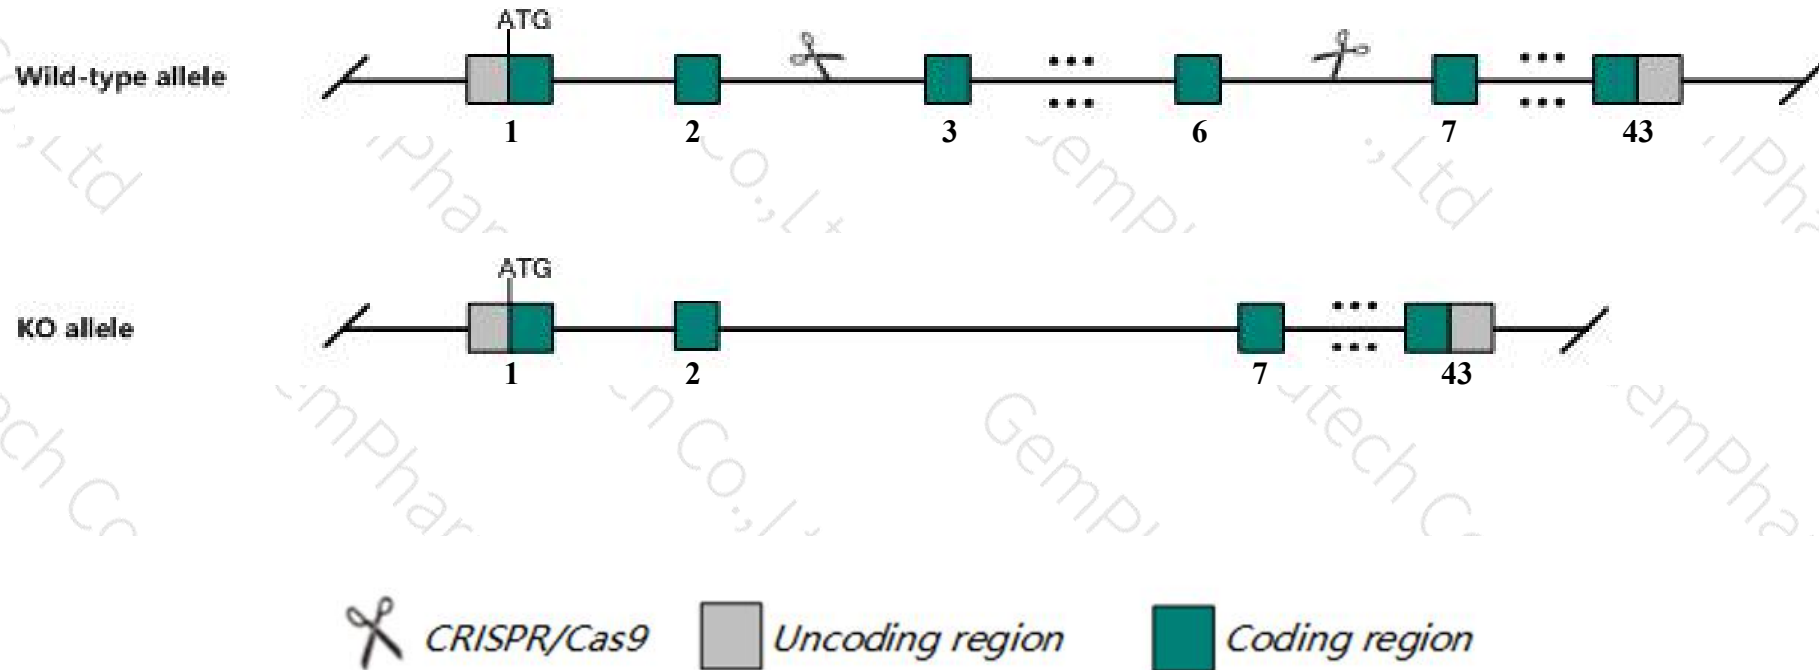 ATG
Wild-type allele
1 2 3 6 7 43
ATG
KO allele
1 2 7 43
CRISPR/Cas9 Uncoding region Coding region